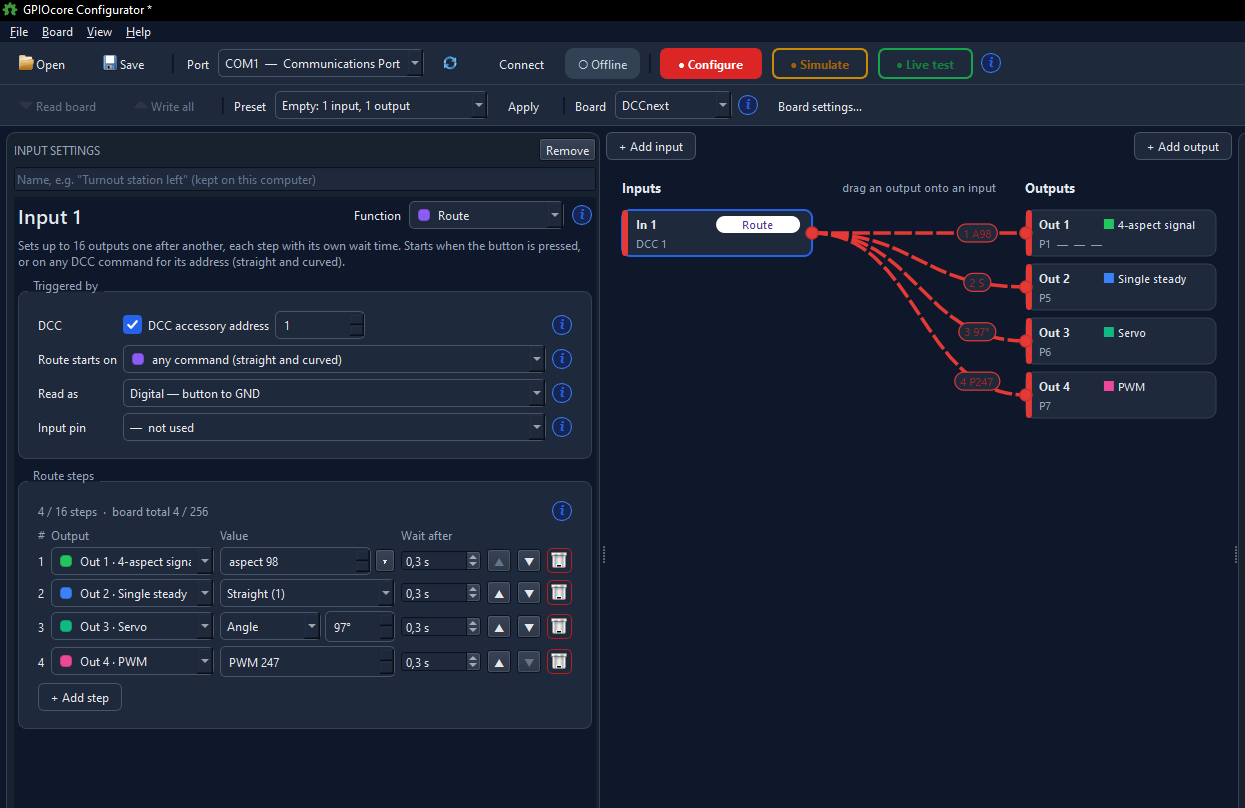 GPIOcore Configurator *
File Board View Help
Open Save Port COM1 — Communications Port Connect Offline Configure Simulate Live test i
Read board Write all Preset Empty: 1 input, 1 output Apply Board DCCnext i Board settings...
INPUT SETTINGS Remove
Name, e.g. "Turnout station left" (kept on this computer)
Input 1 Function Route i
Sets up to 16 outputs one after another, each step with its own wait time. Starts when the button is pressed,
or on any DCC command for its address (straight and curved).
Triggered by
DCC DCC accessory address 1 i
Route starts on any command (straight and curved) i
Read as Digital — button to GND i
Input pin — not used i
Route steps
4 / 16 steps · board total 4 / 256 i
# Output Value Wait after
1 Out 1 · 4-aspect signa aspect 98 0,3 s
2 Out 2 · Single steady Straight (1) 0,3 s
3 Out 3 · Servo Angle 97° 0,3 s
4 Out 4 · PWM PWM 247 0,3 s
+ Add step
+ Add input + Add output
Inputs drag an output onto an input Outputs
In 1 Route
DCC 1
1 A98
2 S
3 97°
4 P247
Out 1 4-aspect signal
P1 — — —
Out 2 Single steady
P5
Out 3 Servo
P6
Out 4 PWM
P7